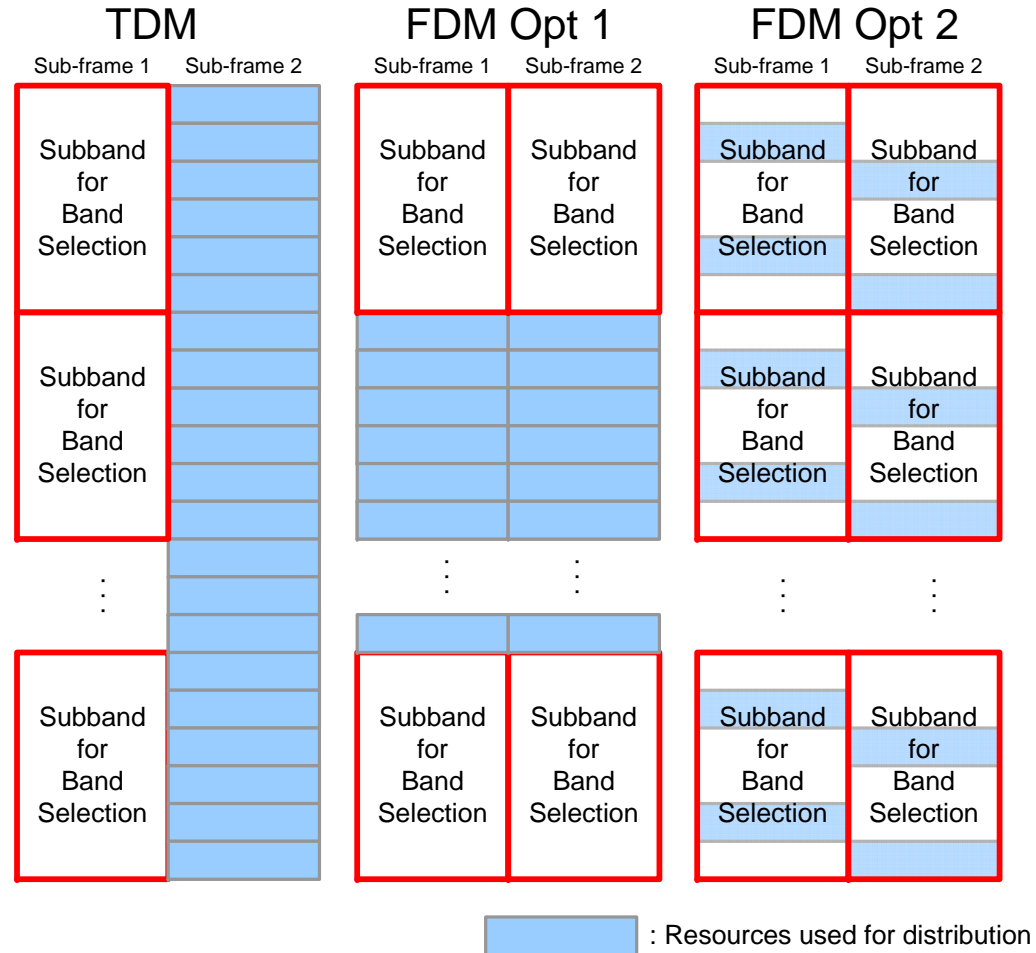 TDM
FDM Opt 1
FDM Opt 2
Sub-frame 1
Sub-frame 2
Sub-frame 1
Sub-frame 2
Sub-frame 1
Sub-frame 2
Subband
for
Band
Selection
Subband
for
Band
Selection
Subband
for
Band
Selection
Subband
for
Band
Selection
Subband
for
Band
Selection
Subband
for
Band
Selection
Subband
for
Band
Selection
Subband
for
Band
Selection
Subband
for
Band
Selection
Subband
for
Band
Selection
Subband
for
Band
Selection
Subband
for
Band
Selection
Subband
for
Band
Selection
: Resources used for distribution